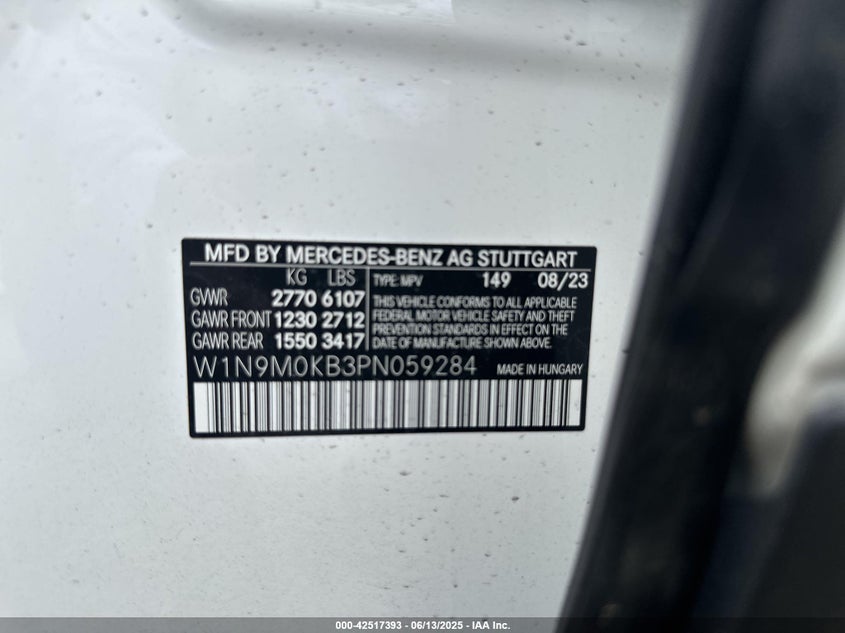 MFD BY MERCEDES-BENZ AG STUTTGART
KG LBS
GVWR 2770 6107
GAWR FRONT 1230 2712
GAWR REAR 1550 3417
TYPE: MPV 149 08/23
THIS VEHICLE CONFORMS TO ALL APPLICABLE
FEDERAL MOTOR VEHICLE SAFETY AND THEFT
PREVENTION STANDARDS IN EFFECT ON THE
DATE OF MANUFACTURE SHOWN ABOVE.
W1N9M0KB3PN059284 MADE IN HUNGARY
000-42517393 - 06/13/2025 - IAA Inc.